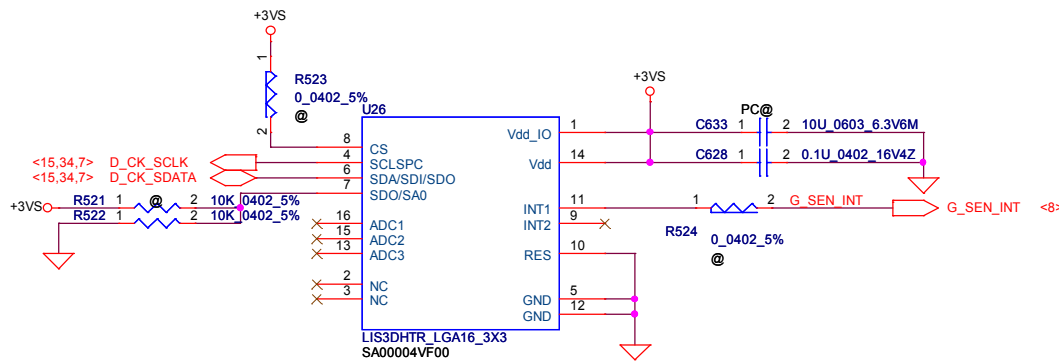 +3VS
1
R523
0_0402_5%
@
2
U26
+3VS
PC@
8 CS
4 SCLSPC
6 SDA/SDI/SDO
7 SDO/SA0
16 ADC1
15 ADC2
13 ADC3
2 NC
3 NC
Vdd_IO 1
Vdd 14
INT1 11
INT2 9
RES 10
GND 5
GND 12
<15,34,7> D_CK_SCLK
<15,34,7> D_CK_SDATA
@
+3VS R521 1 2 10K_0402_5%
R522 1 2 10K_0402_5%
C633 1 2 10U_0603_6.3V6M
C628 1 2 0.1U_0402_16V4Z
1 2 G_SEN_INT G_SEN_INT <8>
R524
0_0402_5%
@
LIS3DHTR_LGA16_3X3
SA00004VF00